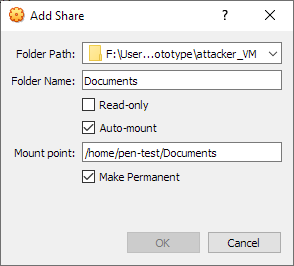 Add Share
?
Folder Path: F:\User...ototype\attacker_VM
Folder Name: Documents
Read-only
Auto-mount
Mount point: /home/pen-test/Documents
Make Permanent
OK Cancel